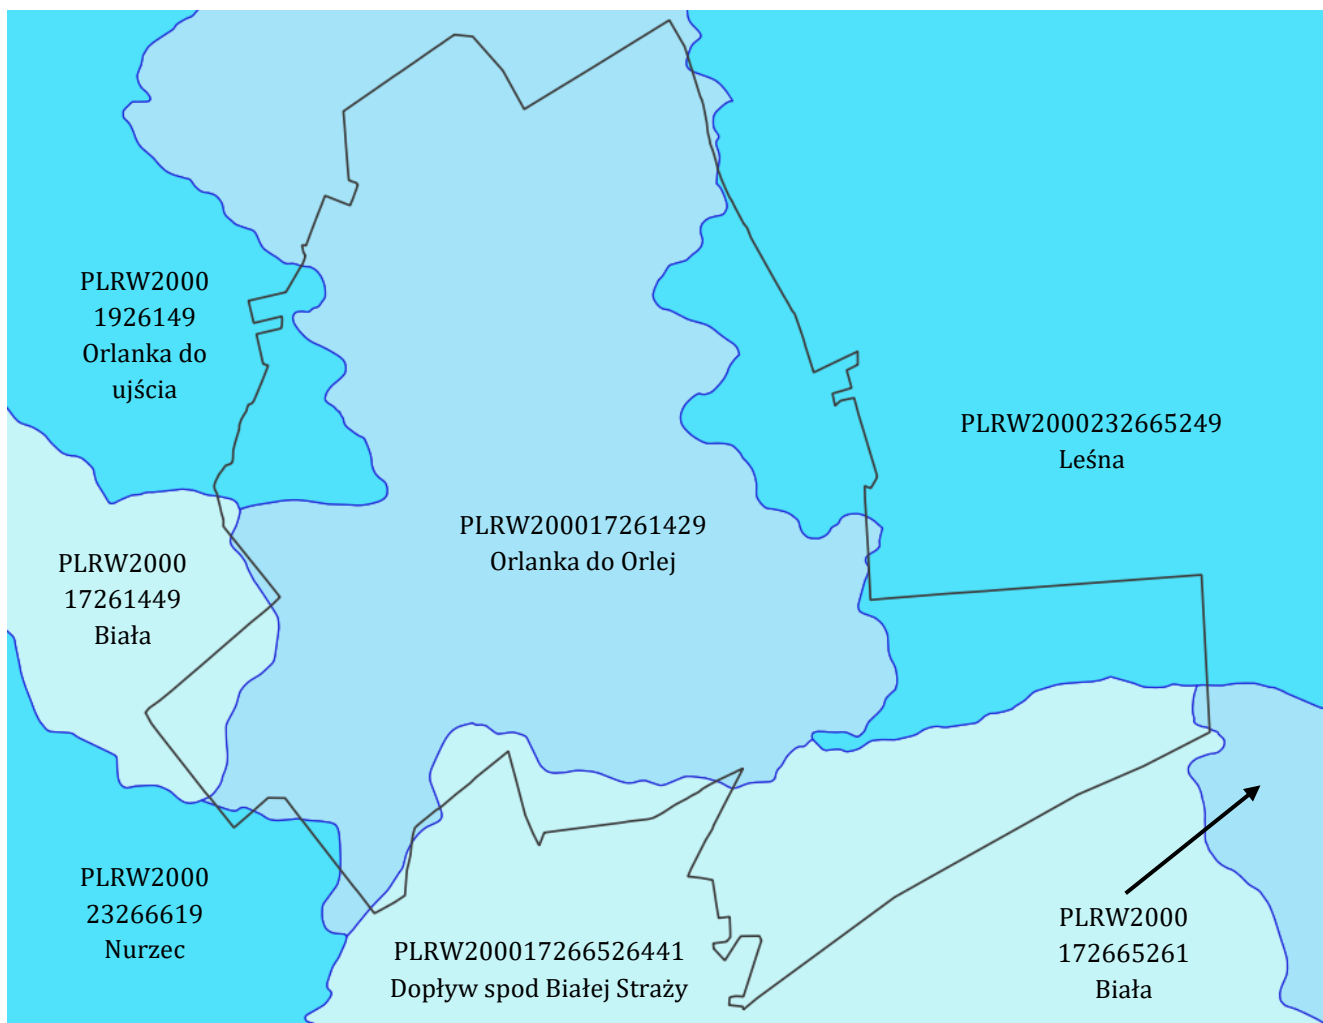 PLRW2000
1926149
Orlanka do
ujścia
PLRW2000232665249
Leśna
PLRW200017261429
Orlanka do Orlej
PLRW2000
17261449
Biała
PLRW2000
23266619
Nurzec
PLRW200017266526441
Dopływ spod Białej Straży
PLRW2000
172665261
Biała